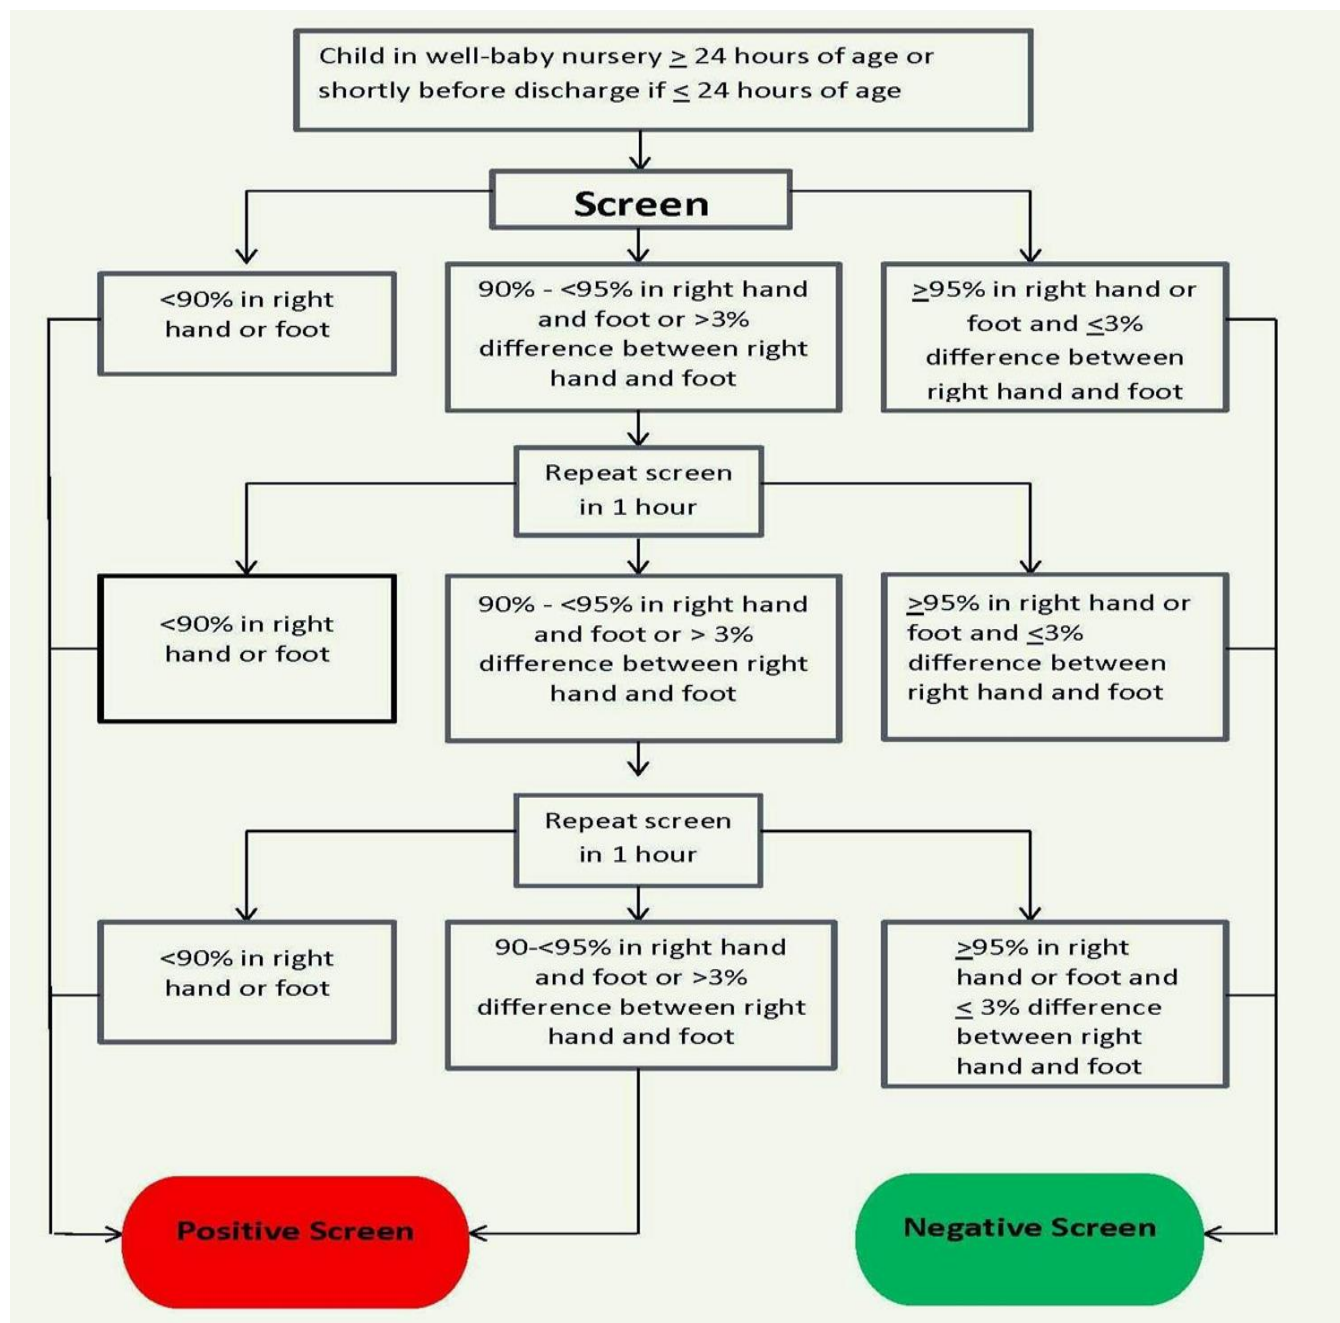 Child in well-baby nursery ≥ 24 hours of age or
shortly before discharge if ≤ 24 hours of age
Screen
<90% in right
hand or foot
90% - <95% in right hand
and foot or >3%
difference between right
hand and foot
≥95% in right hand or
foot and ≤3%
difference between
right hand and foot
Repeat screen
in 1 hour
<90% in right
hand or foot
90% - <95% in right hand
and foot or > 3%
difference between right
hand and foot
≥95% in right hand or
foot and ≤3%
difference between
right hand and foot
Repeat screen
in 1 hour
<90% in right
hand or foot
90-<95% in right hand
and foot or >3%
difference between right
hand and foot
≥95% in right
hand or foot and
≤ 3% difference
between right
hand and foot
Positive Screen
Negative Screen